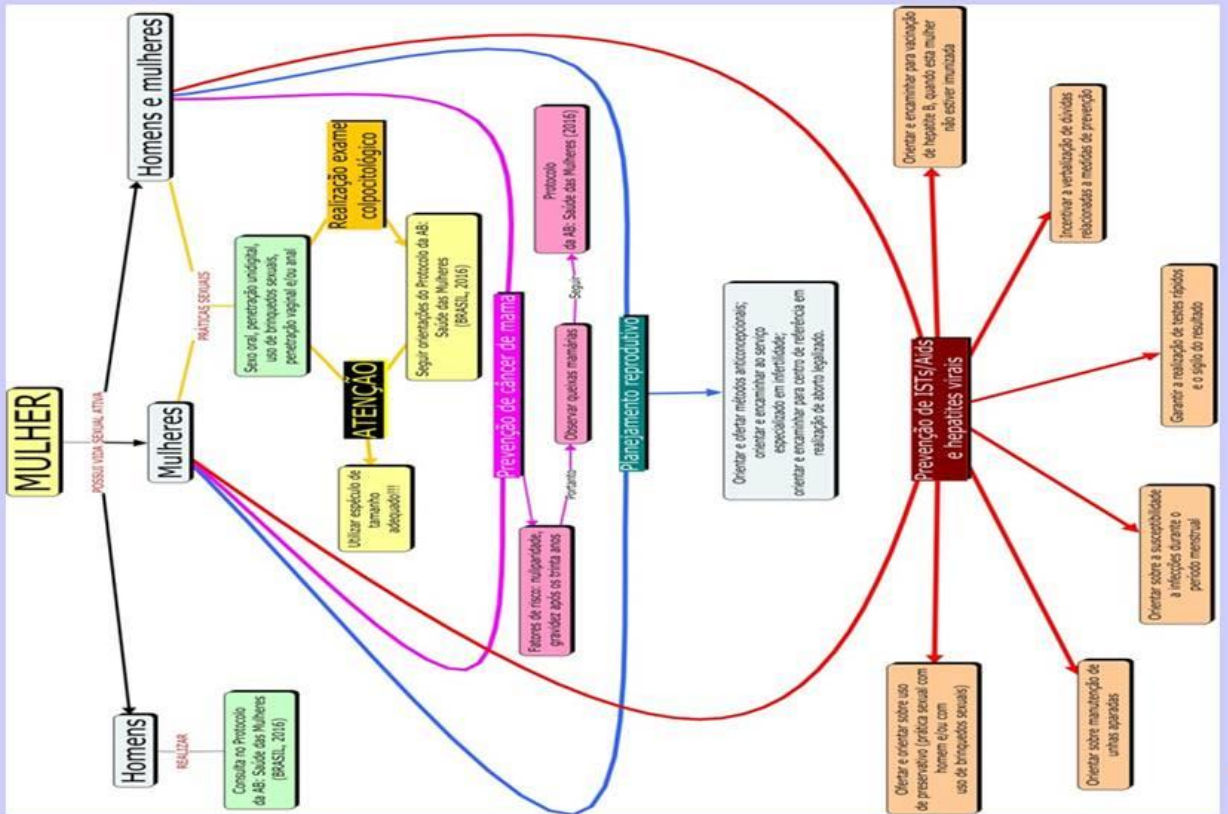 MULHER
POSSUI VIDA SEXUAL ATIVA
Homens
Mulheres
Homens e mulheres
REALIZAR
Consulta no Protocolo
da AB: Saúde das Mulheres
(BRASIL, 2016)
PRÁTICAS SEXUAIS
Sexo oral, penetração unidigital,
uso de brinquedos sexuais,
penetração vaginal e/ou anal
ATENÇÃO
Realização exame
colpocitológico
Utilizar espéculo de
tamanho
adequado!!!
Seguir orientações do Protocolo da AB:
Saúde das Mulheres
(BRASIL, 2016)
Prevenção de câncer de mama
Fatores de risco: nuliparidade,
gravidez após os trinta anos
Portanto
Observar queixas mamárias
Seguir
Protocolo
da AB: Saúde das Mulheres (2016)
Planejamento reprodutivo
Orientar e ofertar métodos anticoncepcionais;
orientar e encaminhar ao serviço
especializado em infertilidade;
orientar e encaminhar para centro de referência em
realização de aborto legalizado.
Prevenção de ISTs/Aids
e hepatites virais
Ofertar e orientar sobre uso
de preservativo (prática sexual com
homem e/ou com
uso de brinquedos sexuais)
Orientar sobre manutenção de
unhas aparadas
Orientar sobre a susceptibilidade
a infecções durante o
período menstrual
Garantir a realização de testes rápidos
e o sigilo do resultado
Incentivar a verbalização de dúvidas
relacionadas a medidas de prevenção
Orientar e encaminhar para vacinação
de hepatite B, quando esta mulher
não estiver imunizada